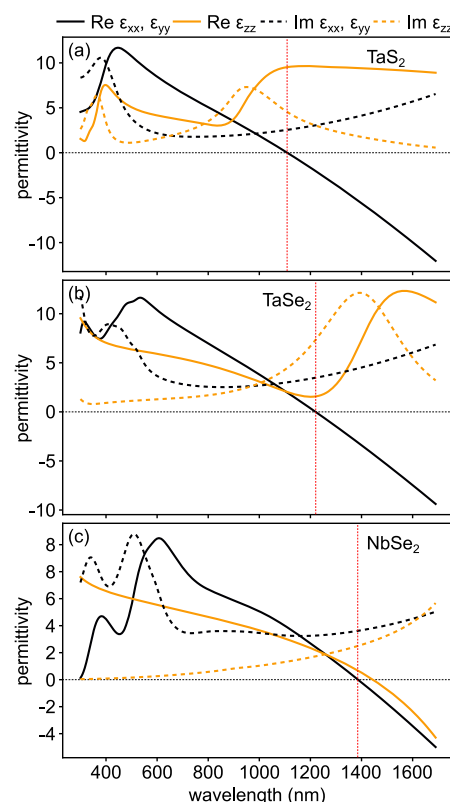 Re εxx, εyy Re εzz Im εxx, εyy Im εzz
(a) TaS2
10
5
0
−5
−10
permittivity
(b) TaSe2
10
5
0
−5
−10
permittivity
(c) NbSe2
8
6
4
2
0
−2
−4
permittivity
400 600 800 1000 1200 1400 1600
wavelength (nm)